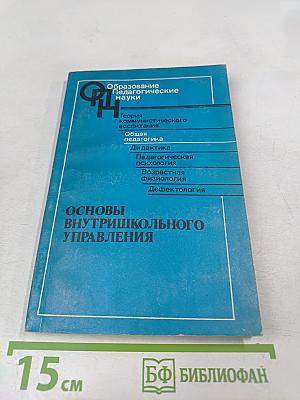 Образование
Педагогические
науки
ОПН
Теория
коммунистического
воспитания
Общая
педагогика
Дидактика
Педагогическая
психология
Возрастная
физиология
Дефектология
ОСНОВЫ
ВНУТРИШКОЛЬНОГО
УПРАВЛЕНИЯ
15 см
БФ БИБЛИОФАН